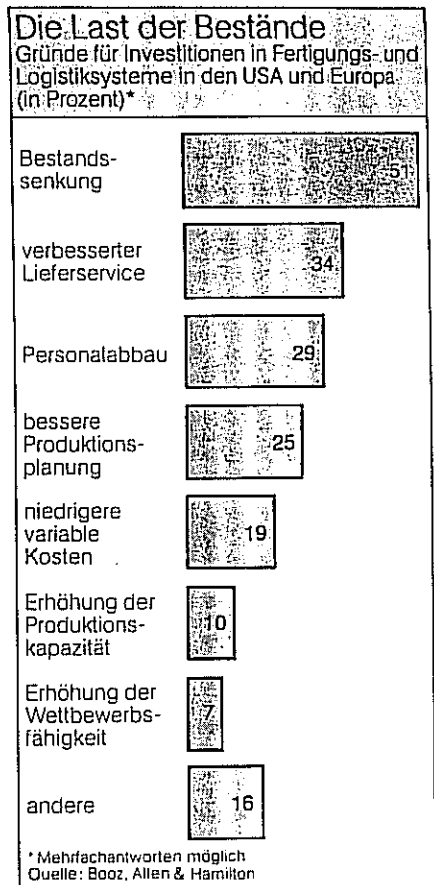 Die Last der Bestände
Gründe für Investitionen in Fertigungs- und
Logistiksysteme in den USA und Europa
(in Prozent)*
Bestands-
senkung
51
verbesserter
Lieferservice
34
Personalabbau
29
bessere
Produktions-
planung
25
niedrigere
variable
Kosten
19
Erhöhung der
Produktions-
kapazität
10
Erhöhung der
Wettbewerbs-
fähigkeit
7
andere
16
* Mehrfachantworten möglich
Quelle: Booz, Allen & Hamilton